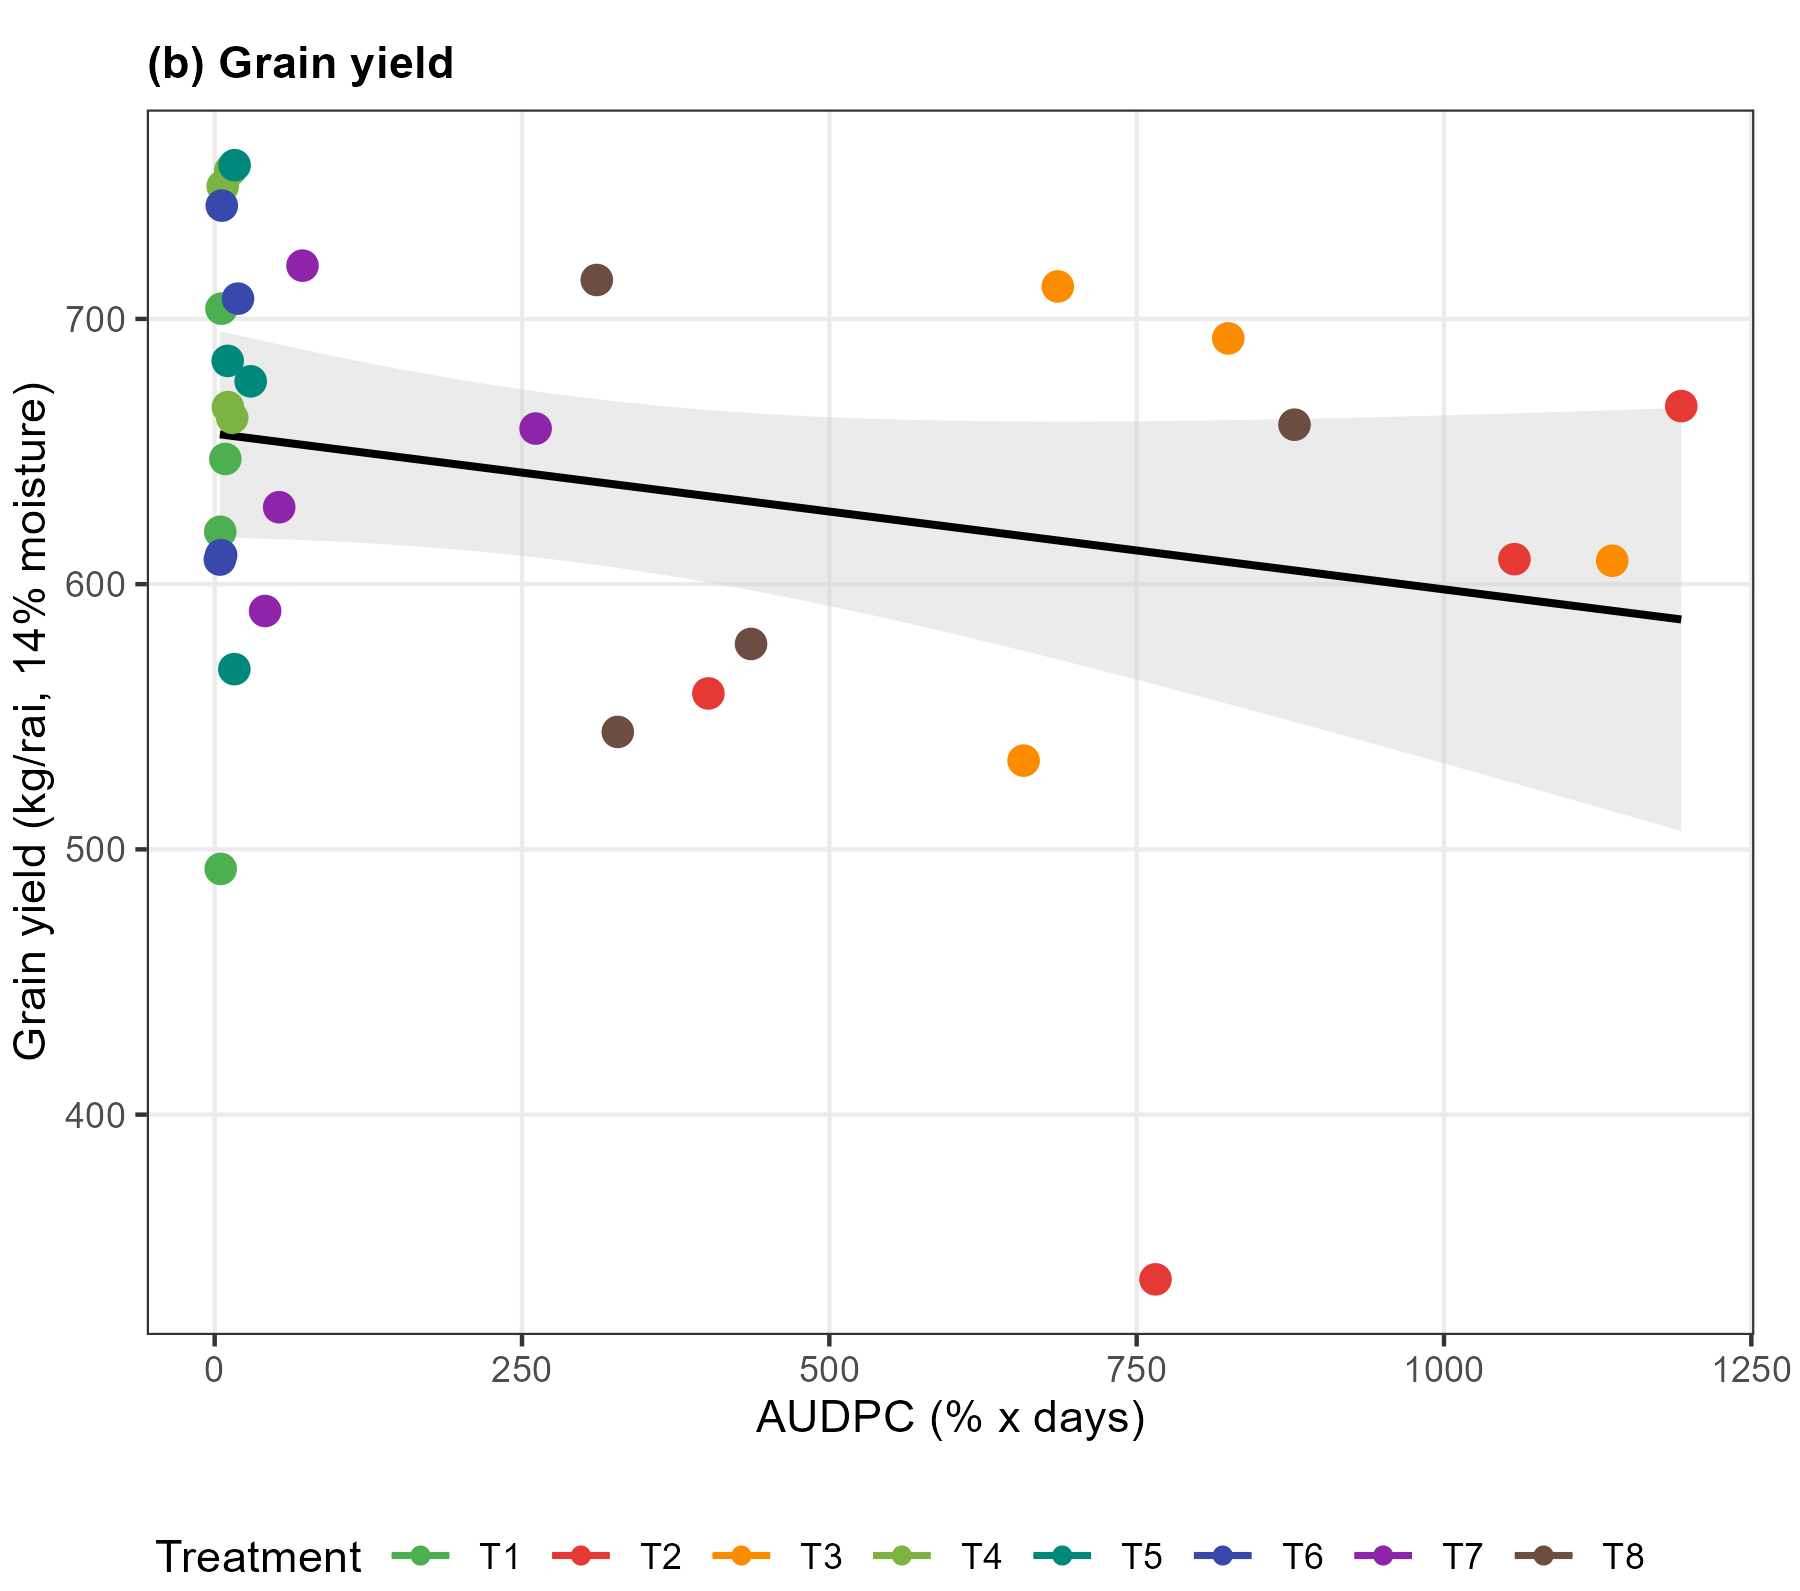 (b) Grain yield
Grain yield (kg/rai, 14% moisture)
700
600
500
400
0 250 500 750 1000 1250
AUDPC (% x days)
Treatment T1 T2 T3 T4 T5 T6 T7 T8